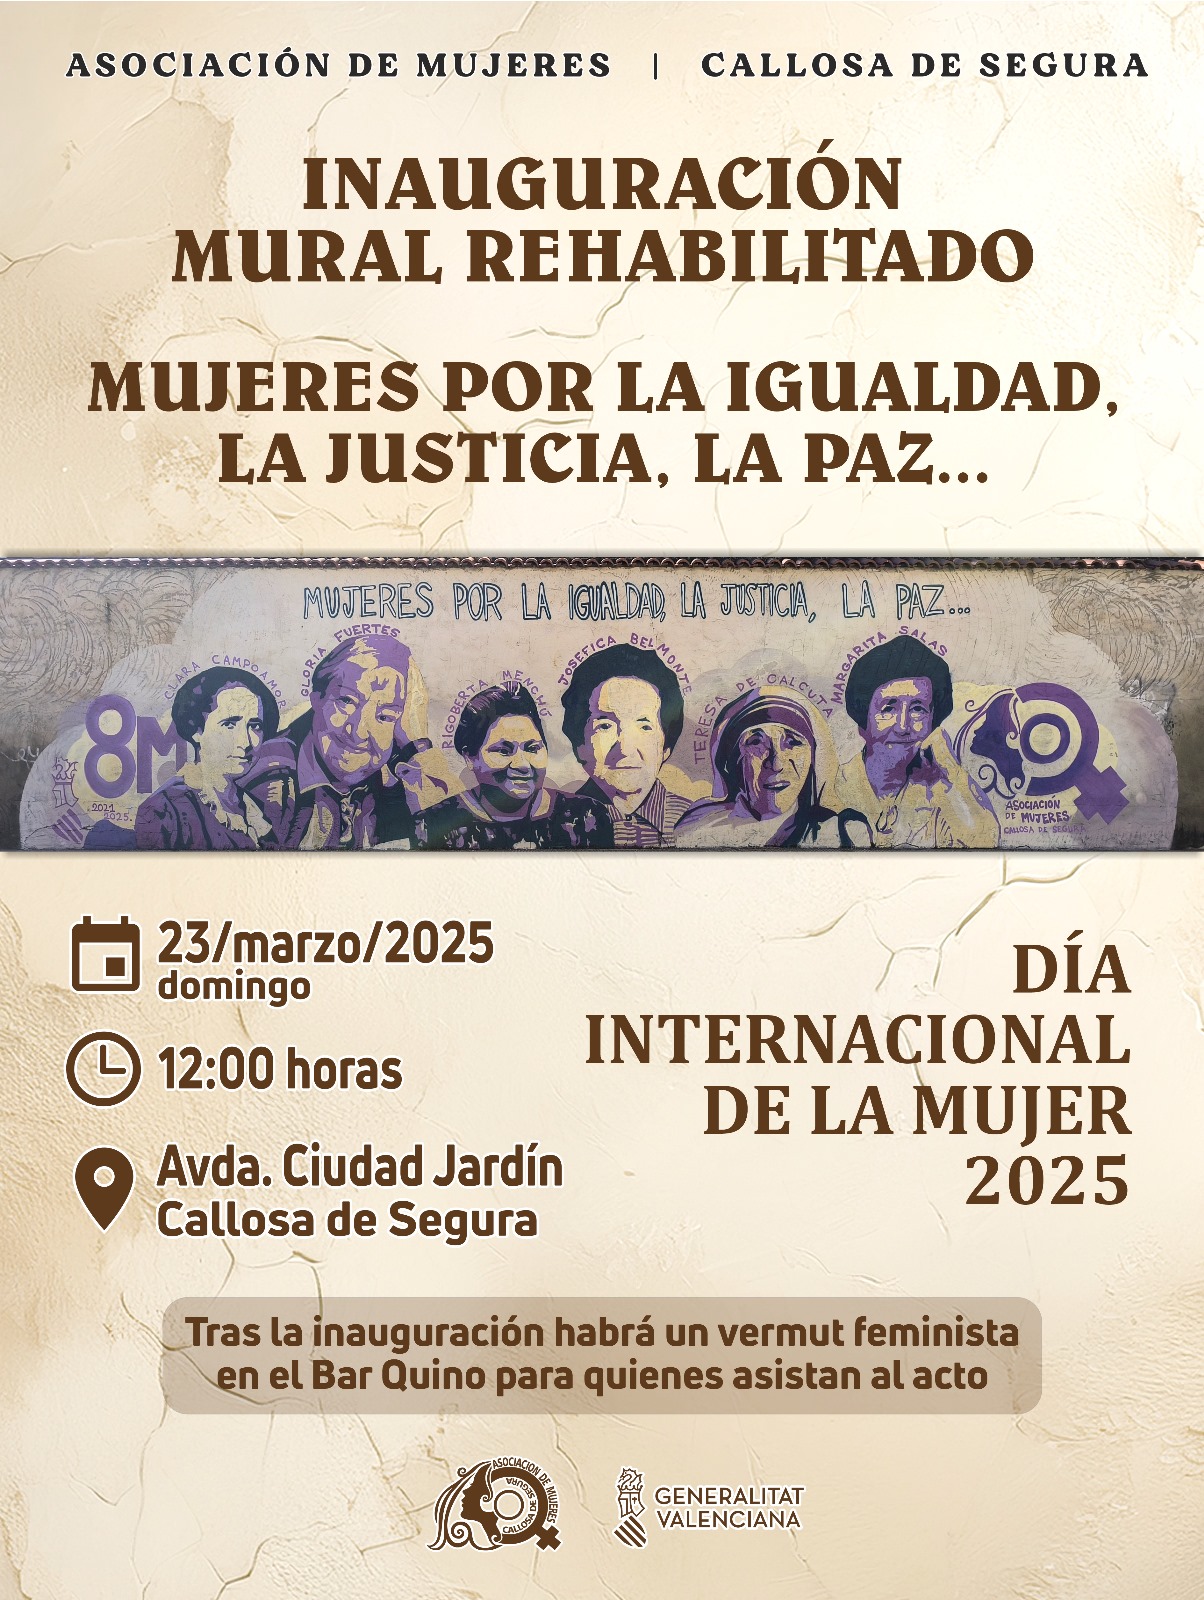 ASOCIACIÓN DE MUJERES | CALLOSA DE SEGURA
INAUGURACIÓN
MURAL REHABILITADO
MUJERES POR LA IGUALDAD,
LA JUSTICIA, LA PAZ...
MUJERES POR LA IGUALDAD, LA JUSTICIA, LA PAZ...
CLARA CAMPOAMOR
GLORIA FUERTES
RIGOBERTA MENCHÚ
JOSEFICA BELMONTE
TERESA DE CALCUTA
MARGARITA SALAS
8M
2021
2025.
ASOCIACIÓN
DE MUJERES
CALLOSA DE SEGURA
23/marzo/2025
domingo
12:00 horas
Avda. Ciudad Jardín
Callosa de Segura
DÍA
INTERNACIONAL
DE LA MUJER
2025
Tras la inauguración habrá un vermut feminista
en el Bar Quino para quienes asistan al acto
ASOCIACION DE MUJERES
CALLOSA DE SEGURA
GENERALITAT
VALENCIANA